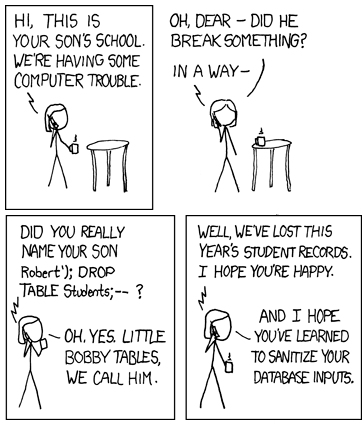 HI, THIS IS
YOUR SON'S SCHOOL.
WE'RE HAVING SOME
COMPUTER TROUBLE.
OH, DEAR – DID HE
BREAK SOMETHING?
IN A WAY–
DID YOU REALLY
NAME YOUR SON
Robert'); DROP
TABLE Students;-- ?
OH, YES. LITTLE
BOBBY TABLES,
WE CALL HIM.
WELL, WE'VE LOST THIS
YEAR'S STUDENT RECORDS.
I HOPE YOU'RE HAPPY.
AND I HOPE
YOU'VE LEARNED
TO SANITIZE YOUR
DATABASE INPUTS.